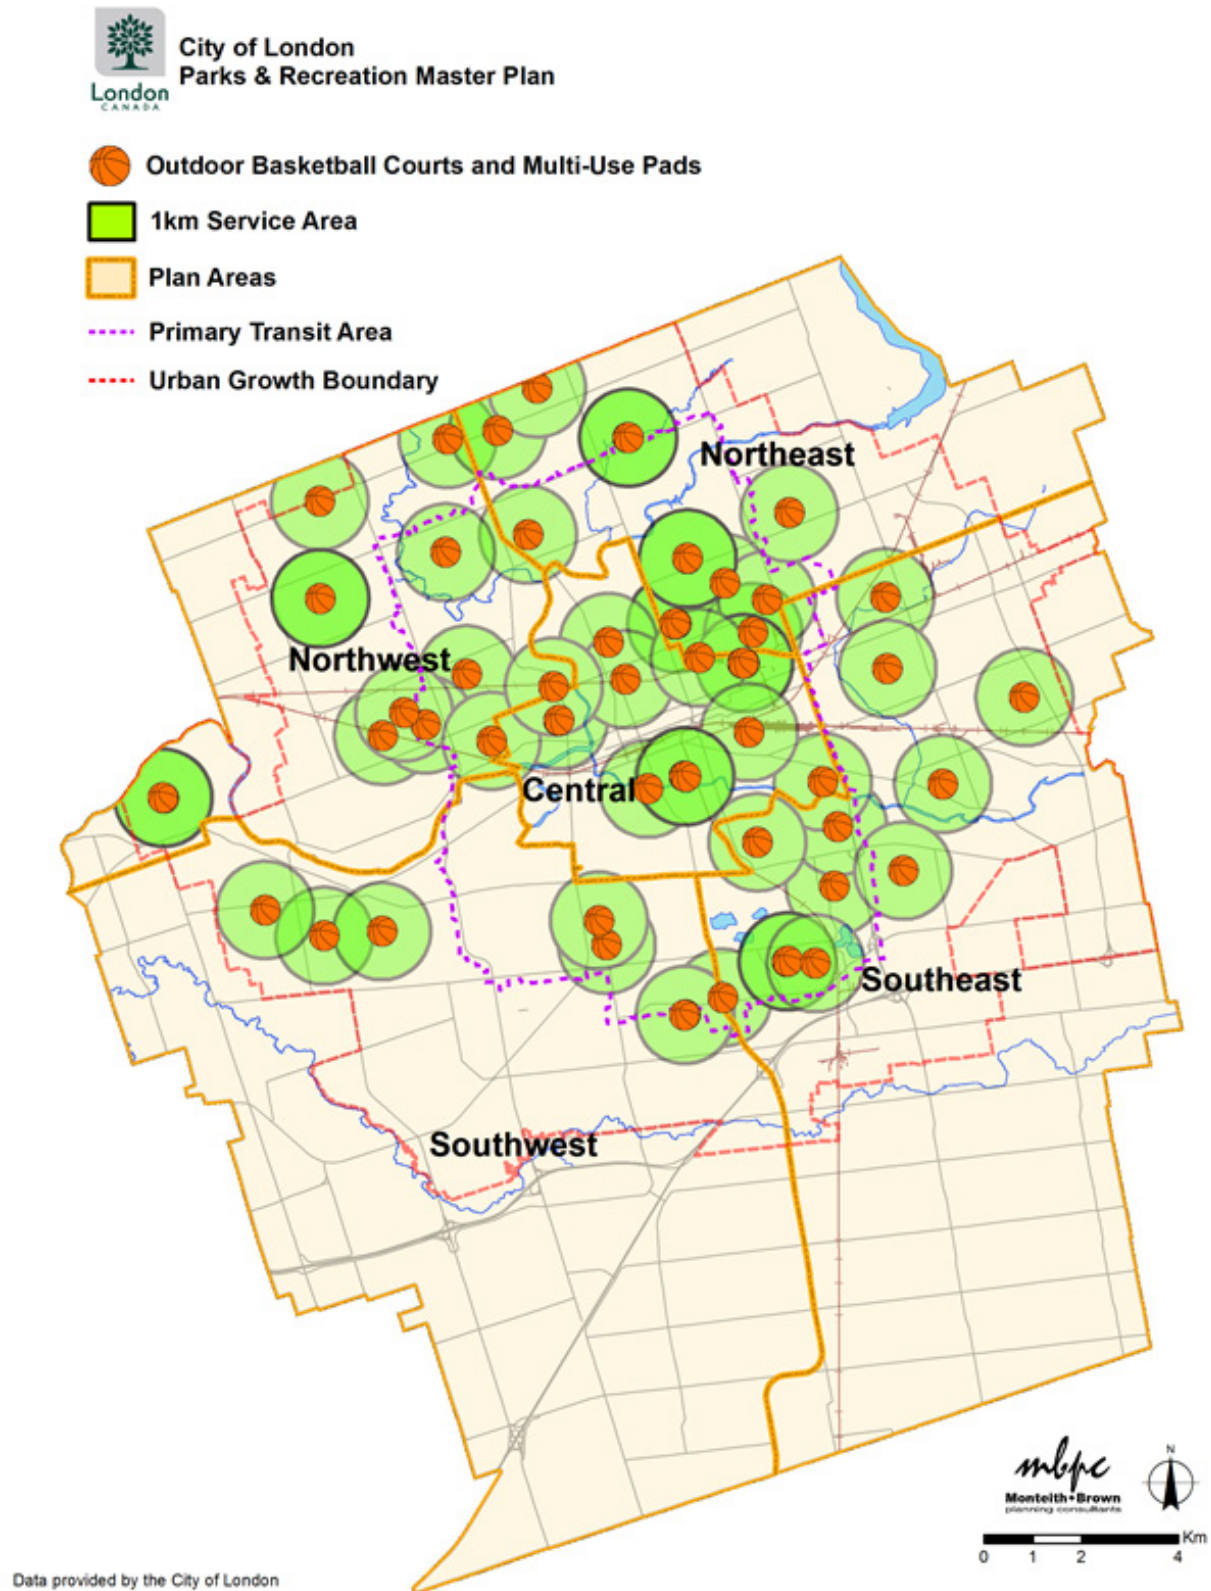 London
CANADA
City of London
Parks & Recreation Master Plan
Outdoor Basketball Courts and Multi-Use Pads
1km Service Area
Plan Areas
Primary Transit Area
Urban Growth Boundary
Northeast
Northwest
Central
Southeast
Southwest
mbpc
Monteith+Brown
planning consultants
N
Km
0 1 2 4
Data provided by the City of London